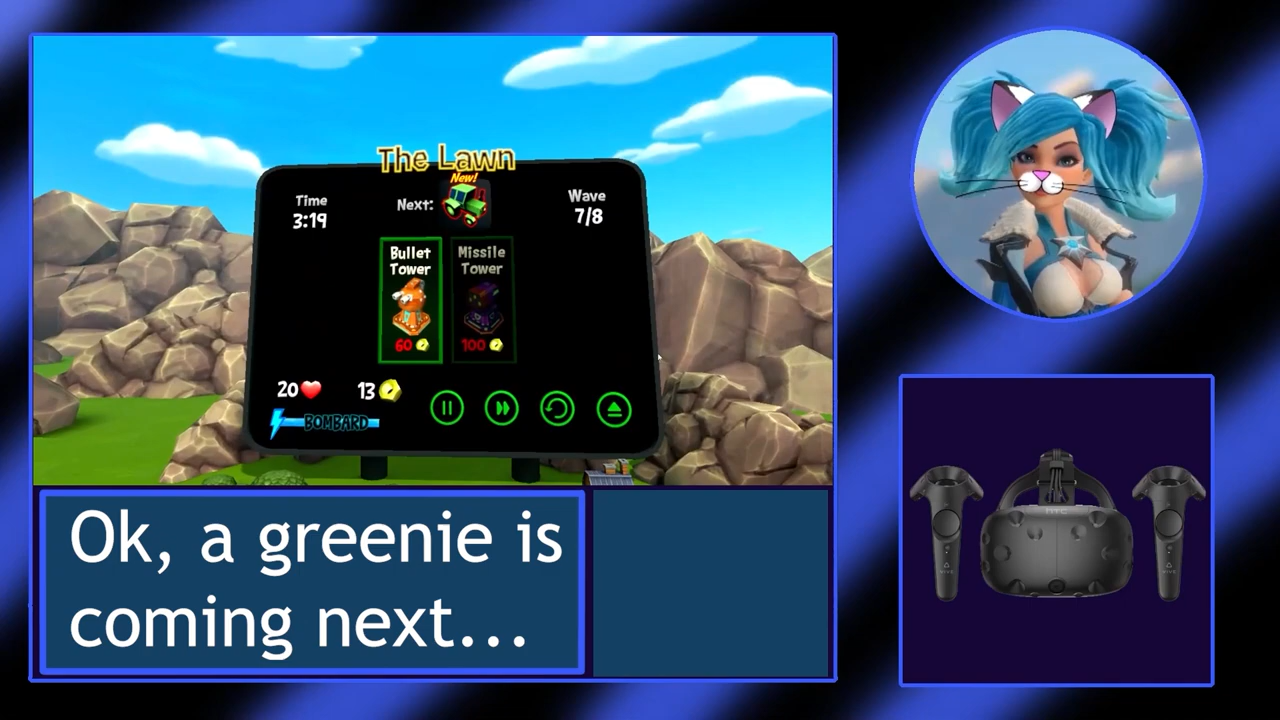 The Lawn
New!
Time
3:19
Next:
Wave
7/8
Bullet
Tower
60
Missile
Tower
100
20
13
BOMBARD
Ok, a greenie is
coming next...